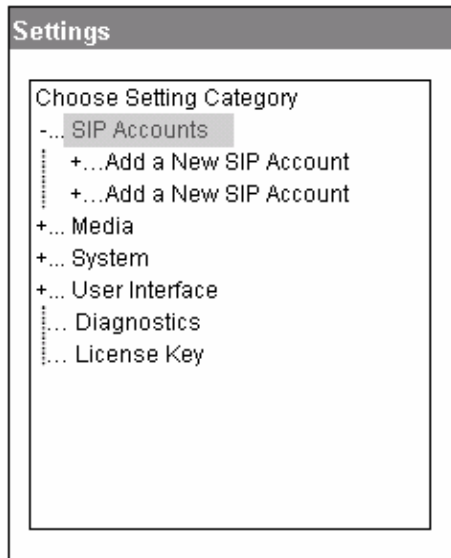 Settings
Choose Setting Category
-... SIP Accounts
+...Add a New SIP Account
+...Add a New SIP Account
+... Media
+... System
+... User Interface
... Diagnostics
... License Key